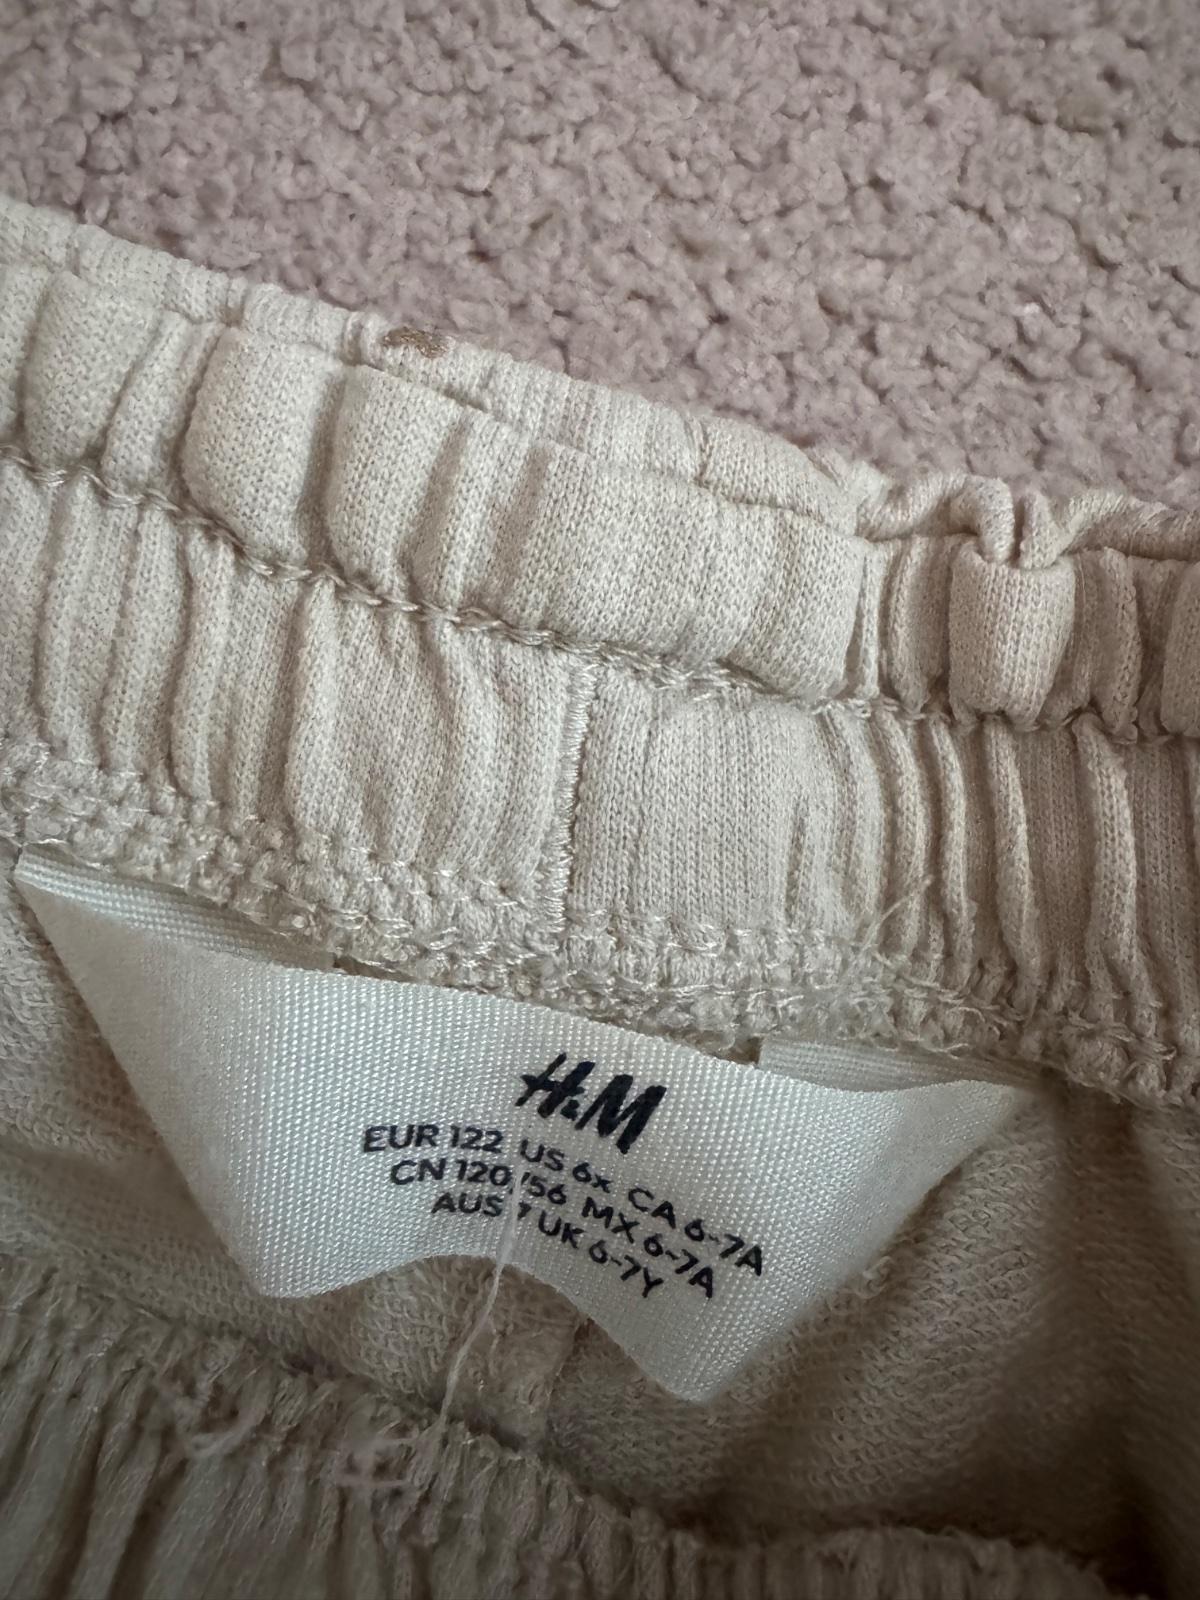 H&M
EUR 122 US 6x CA 6-7A
CN 120/56 MX 6-7A
AUS 7 UK 6-7Y